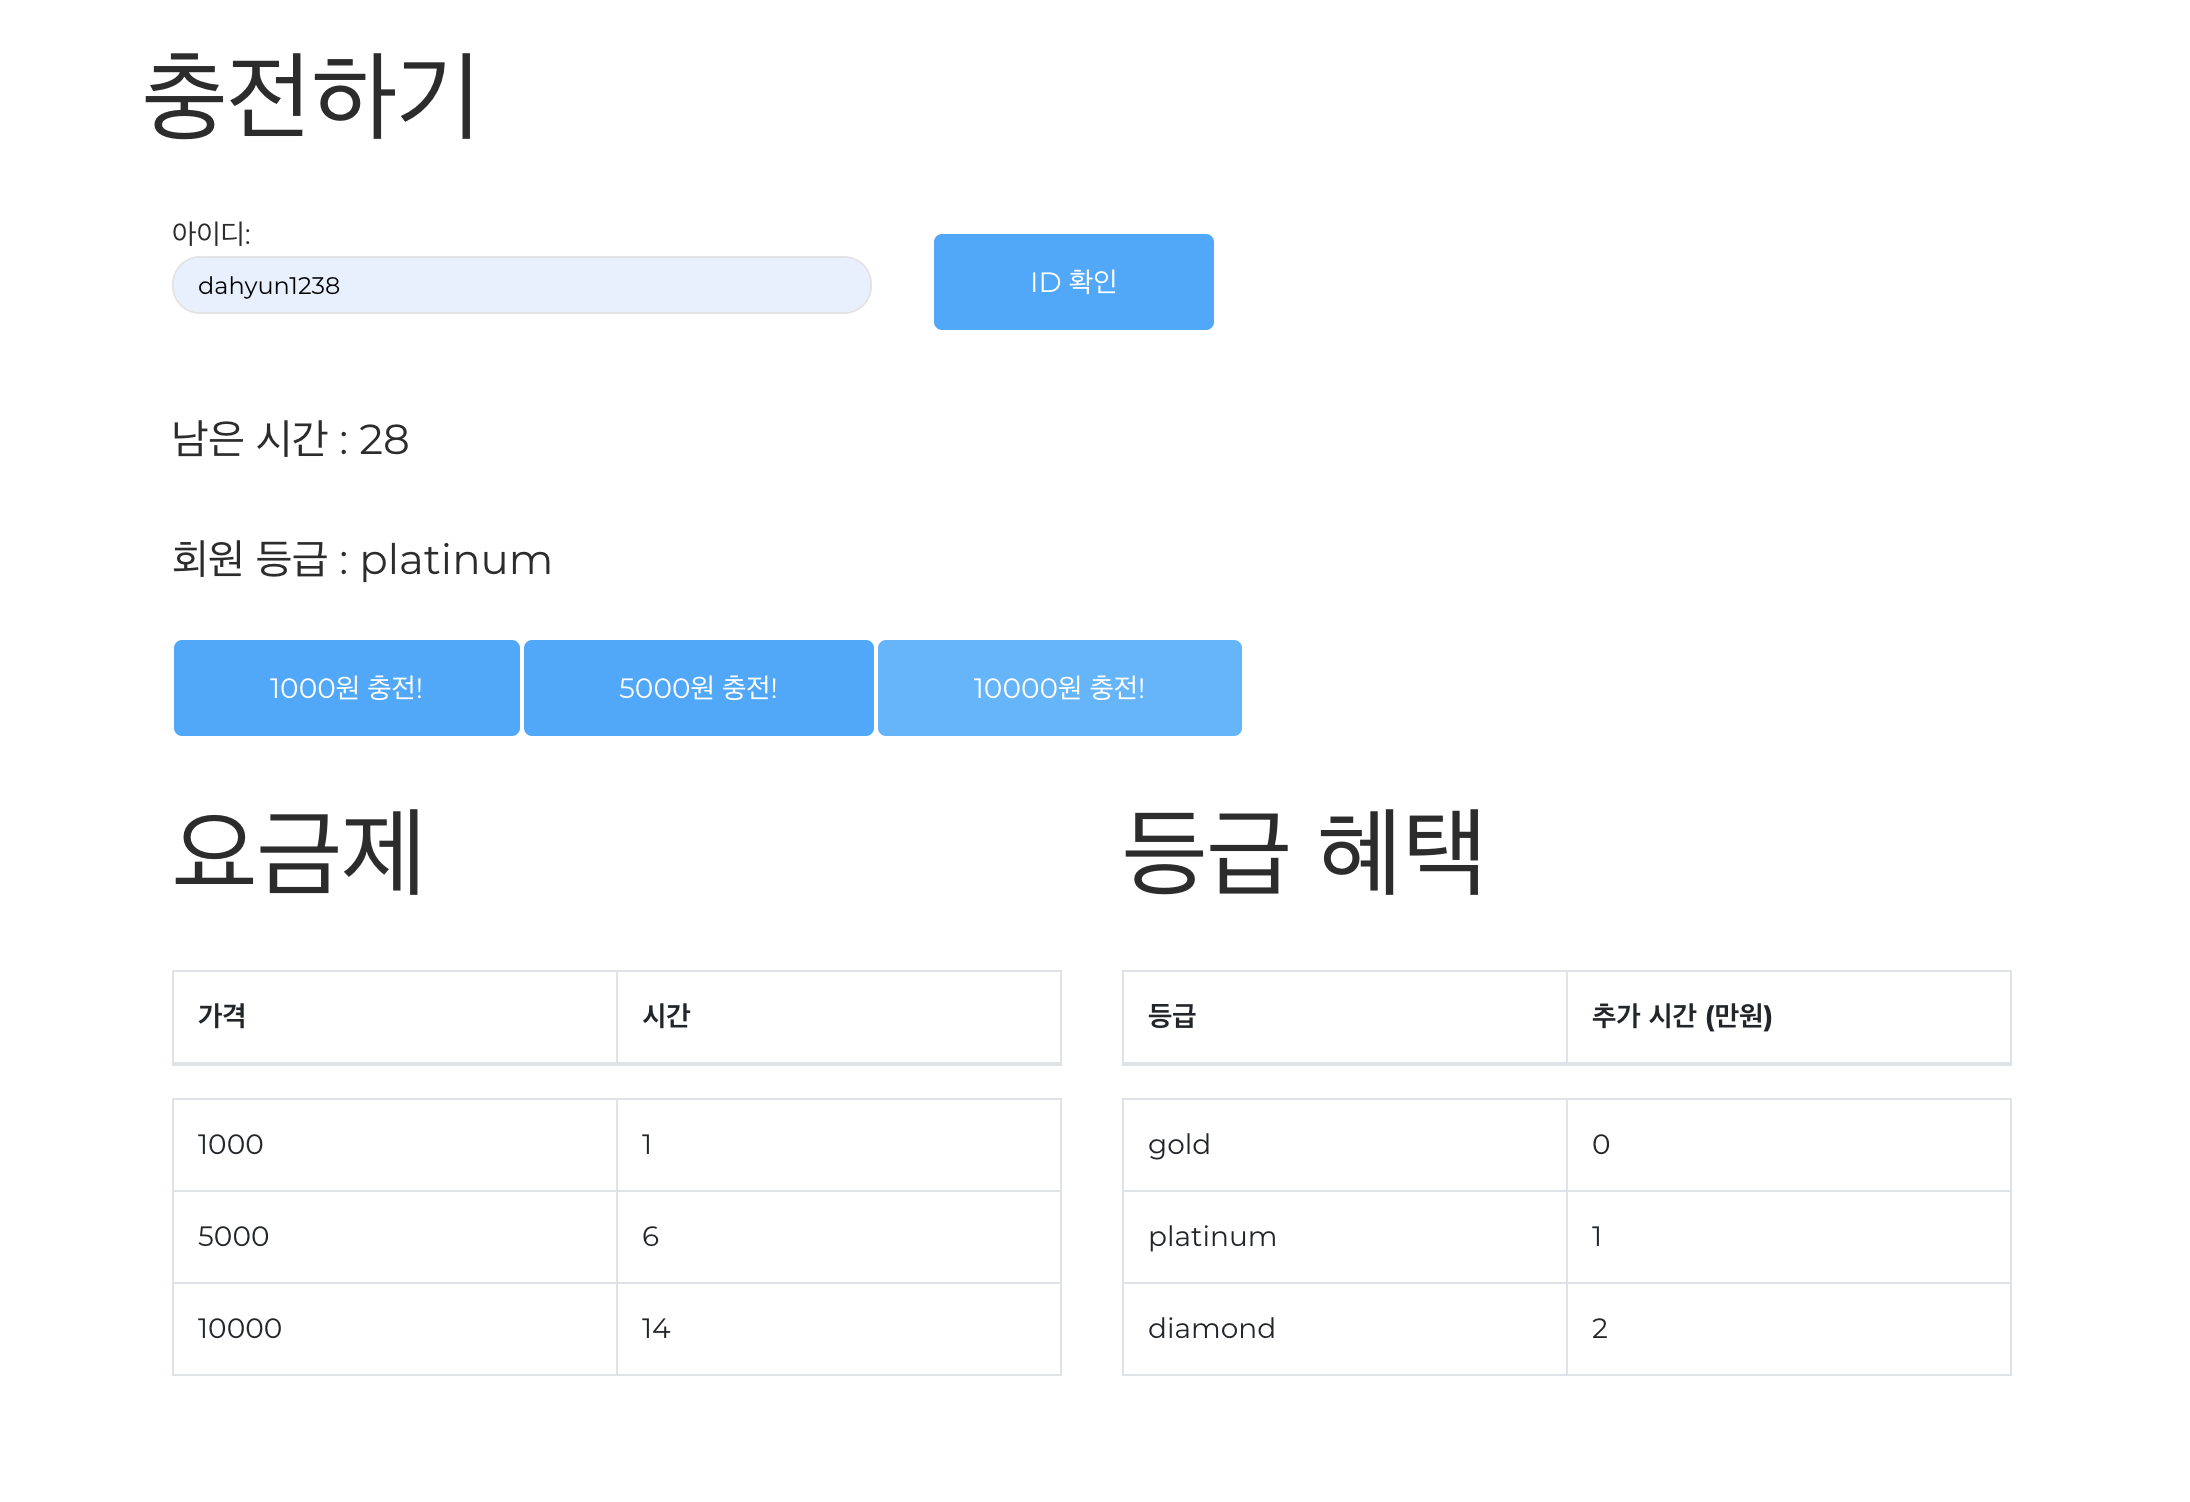 충전하기
아이디:
dahyun1238
ID 확인
남은 시간 : 28
회원 등급 : platinum
1000원 충전! 5000원 충전! 10000원 충전!
요금제
가격 시간
1000 1
5000 6
10000 14
등급 혜택
등급 추가 시간 (만원)
gold 0
platinum 1
diamond 2